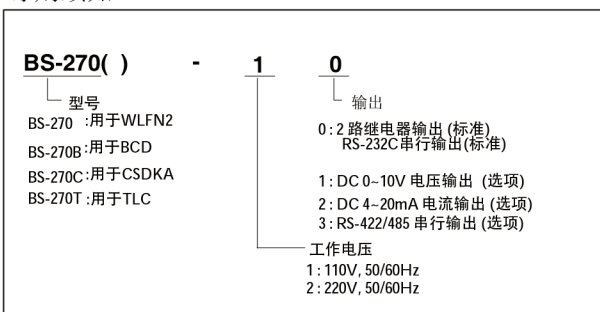 BS-270( ) - 1 0
型号
BS-270 :用于WLFN2
BS-270B:用于BCD
BS-270C:用于CSDKA
BS-270T:用于TLC
输出
0:2 路继电器输出(标准)
RS-232C串行输出(标准)
1:DC 0~10V 电压输出 (选项)
2:DC 4~20mA 电流输出 (选项)
3:RS-422/485 串行输出 (选项)
工作电压
1:110V, 50/60Hz
2:220V, 50/60Hz